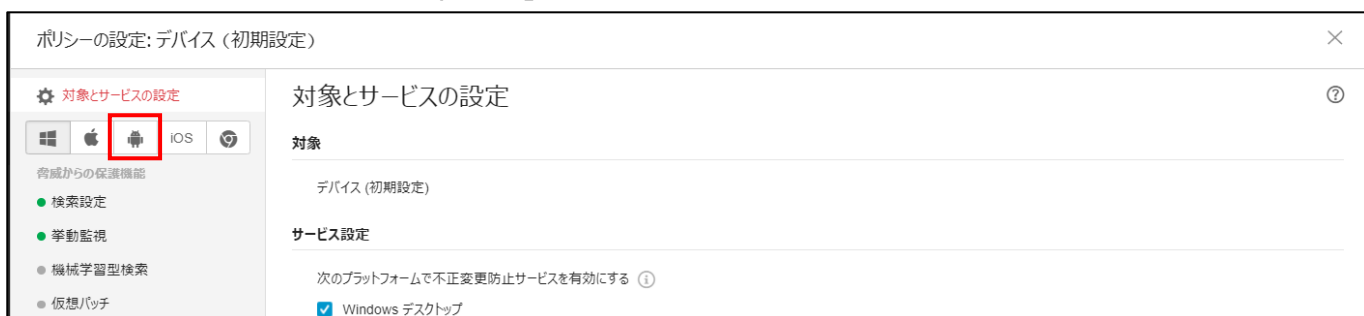 ポリシーの設定: デバイス (初期設定)
対象とサービスの設定
iOS
脅威からの保護機能
検索設定
挙動監視
機械学習型検索
仮想パッチ
対象とサービスの設定
対象
デバイス (初期設定)
サービス設定
次のプラットフォームで不正変更防止サービスを有効にする
Windows デスクトップ